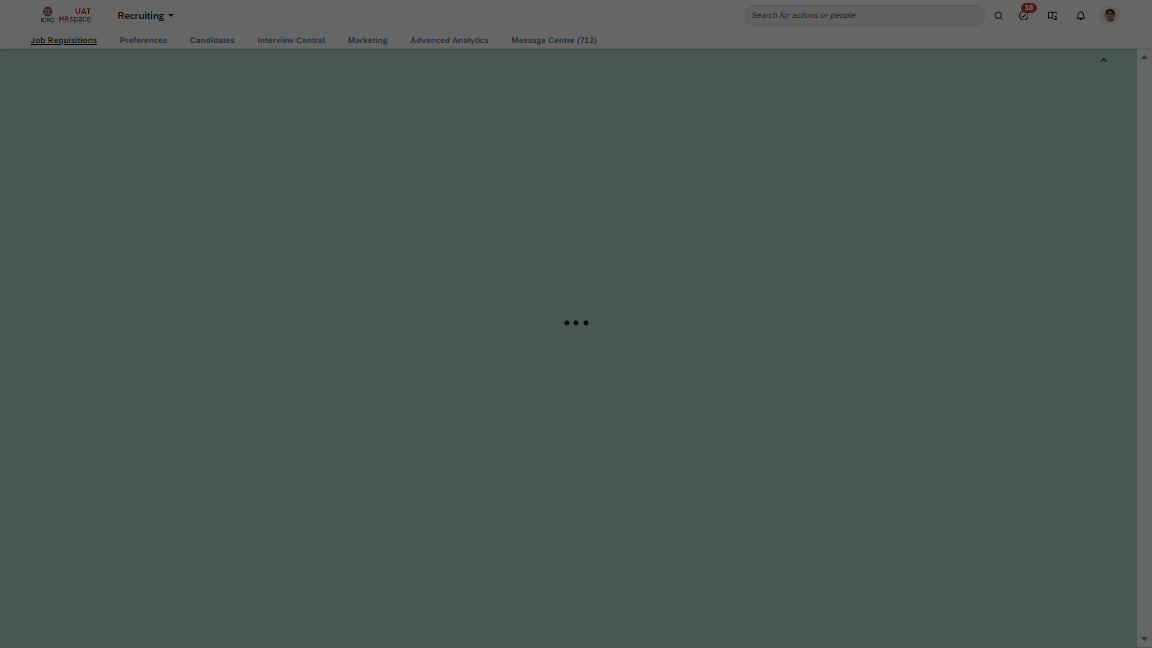 ICRC UAT HRspace
Recruiting
Search for actions or people
10
Job Requisitions Preferences Candidates Interview Central Marketing Advanced Analytics Message Centre (712)